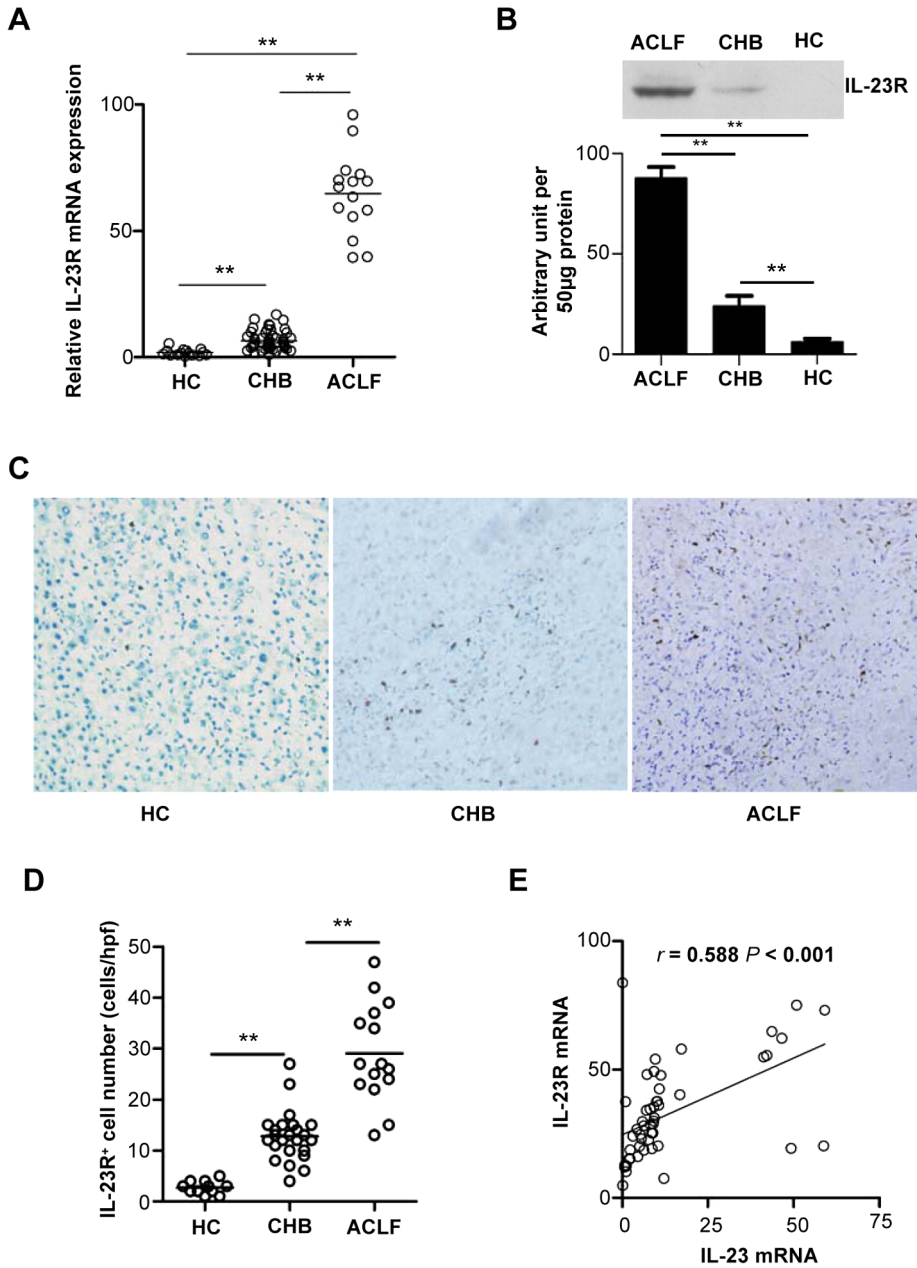 A
**
**
**
100
50
0
Relative IL-23R mRNA expression
HC
CHB
ACLF
B
ACLF CHB HC
IL-23R
**
**
**
100
50
0
Arbitrary unit per
50µg protein
ACLF CHB HC
C
HC
CHB
ACLF
D
**
**
50
40
30
20
10
0
IL-23R+ cell number (cells/hpf)
HC
CHB
ACLF
E
r = 0.588 P < 0.001
100
50
0
IL-23R mRNA
0 25 50 75
IL-23 mRNA